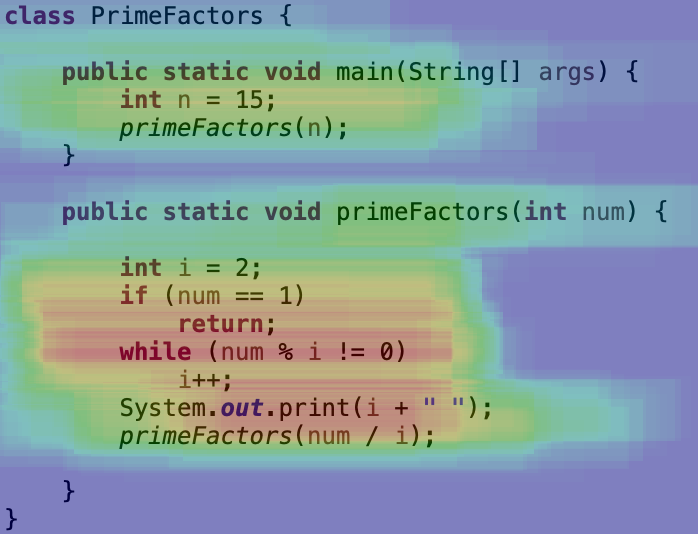 class PrimeFactors {
public static void main(String[] args) {
int n = 15;
primeFactors(n);
}
public static void primeFactors(int num) {
int i = 2;
if (num == 1)
return;
while (num % i != 0)
i++;
System.out.print(i + " ");
primeFactors(num / i);
}
}